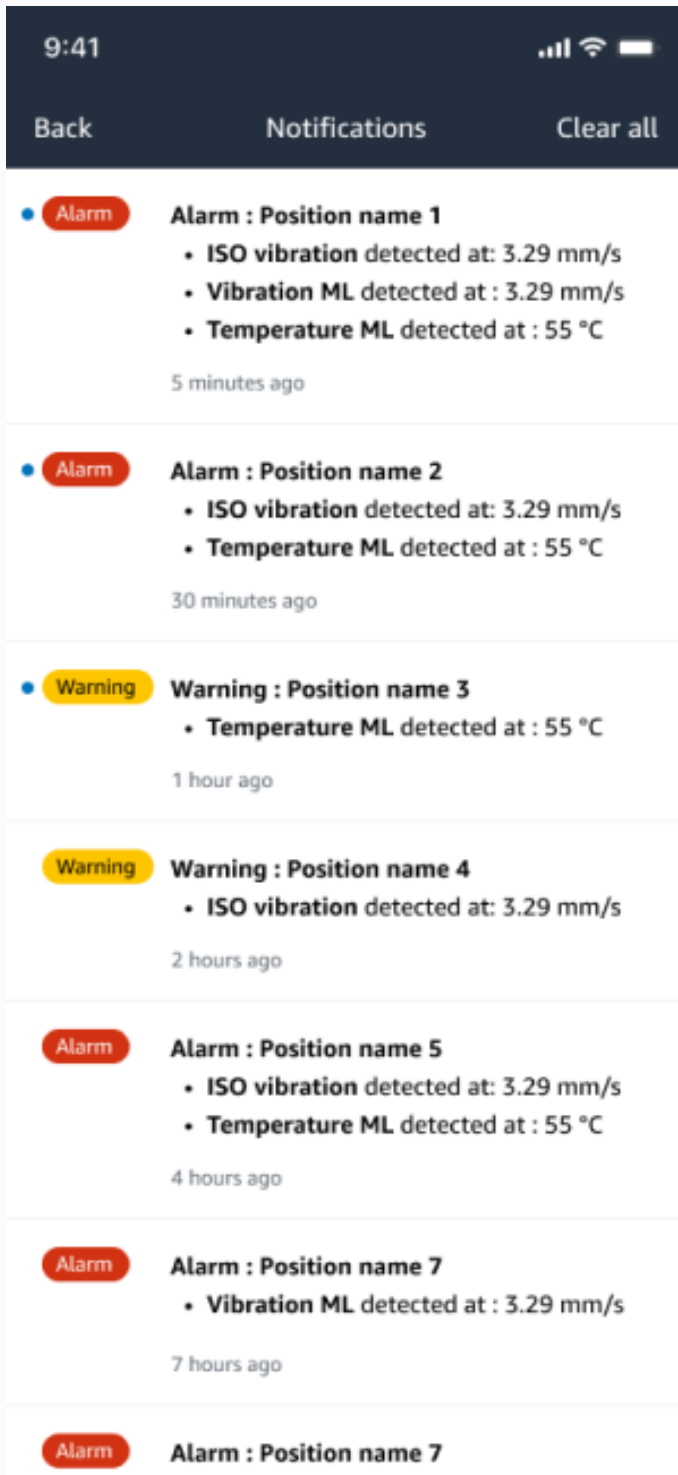 9:41
Back Notifications Clear all
Alarm Alarm : Position name 1
• ISO vibration detected at: 3.29 mm/s
• Vibration ML detected at : 3.29 mm/s
• Temperature ML detected at : 55 °C
5 minutes ago
Alarm Alarm : Position name 2
• ISO vibration detected at: 3.29 mm/s
• Temperature ML detected at : 55 °C
30 minutes ago
Warning Warning : Position name 3
• Temperature ML detected at : 55 °C
1 hour ago
Warning Warning : Position name 4
• ISO vibration detected at: 3.29 mm/s
2 hours ago
Alarm Alarm : Position name 5
• ISO vibration detected at: 3.29 mm/s
• Temperature ML detected at : 55 °C
4 hours ago
Alarm Alarm : Position name 7
• Vibration ML detected at : 3.29 mm/s
7 hours ago
Alarm Alarm : Position name 7